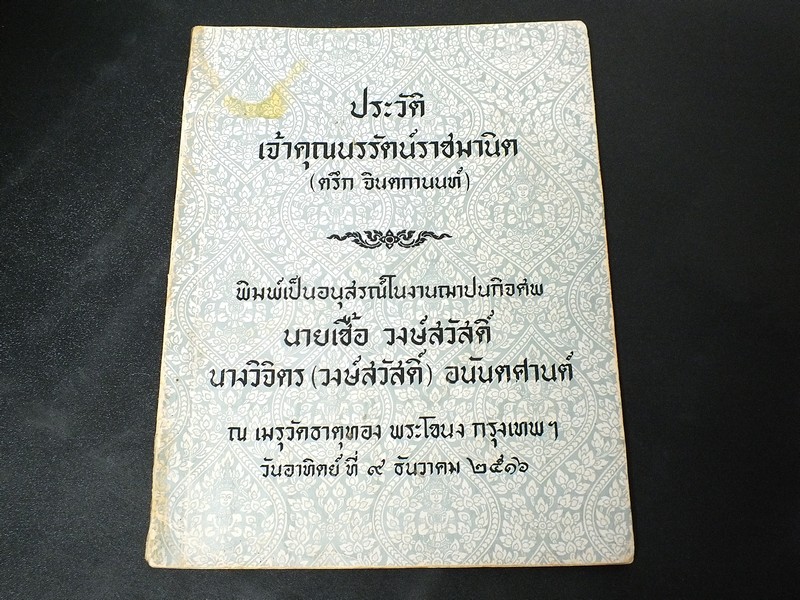 ประวัติ
เจ้าคุณนรรัตน์ราชมานิต
(ตรึก จินตกานนท์)
พิมพ์เป็นอนุสรณ์ในงานฌาปนกิจศพ
นายเชื้อ วงษ์สวัสดิ์
นางวิจิตร (วงษ์สวัสดิ์) อนันตศานต์
ณ เมรุวัดธาตุทอง พระโขนง กรุงเทพฯ
วันอาทิตย์ ที่ ๙ ธันวาคม ๒๕๑๖